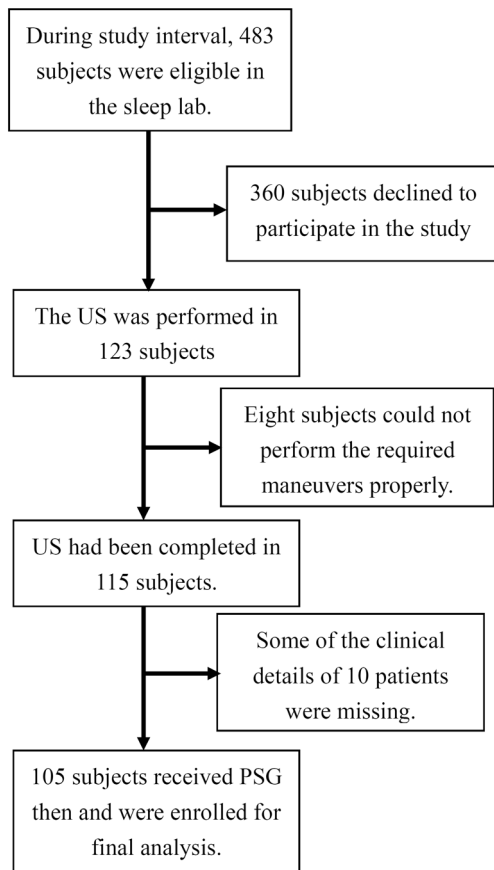 During study interval, 483
subjects were eligible in
the sleep lab.
360 subjects declined to
participate in the study
The US was performed in
123 subjects
Eight subjects could not
perform the required
maneuvers properly.
US had been completed in
115 subjects.
Some of the clinical
details of 10 patients
were missing.
105 subjects received PSG
then and were enrolled for
final analysis.